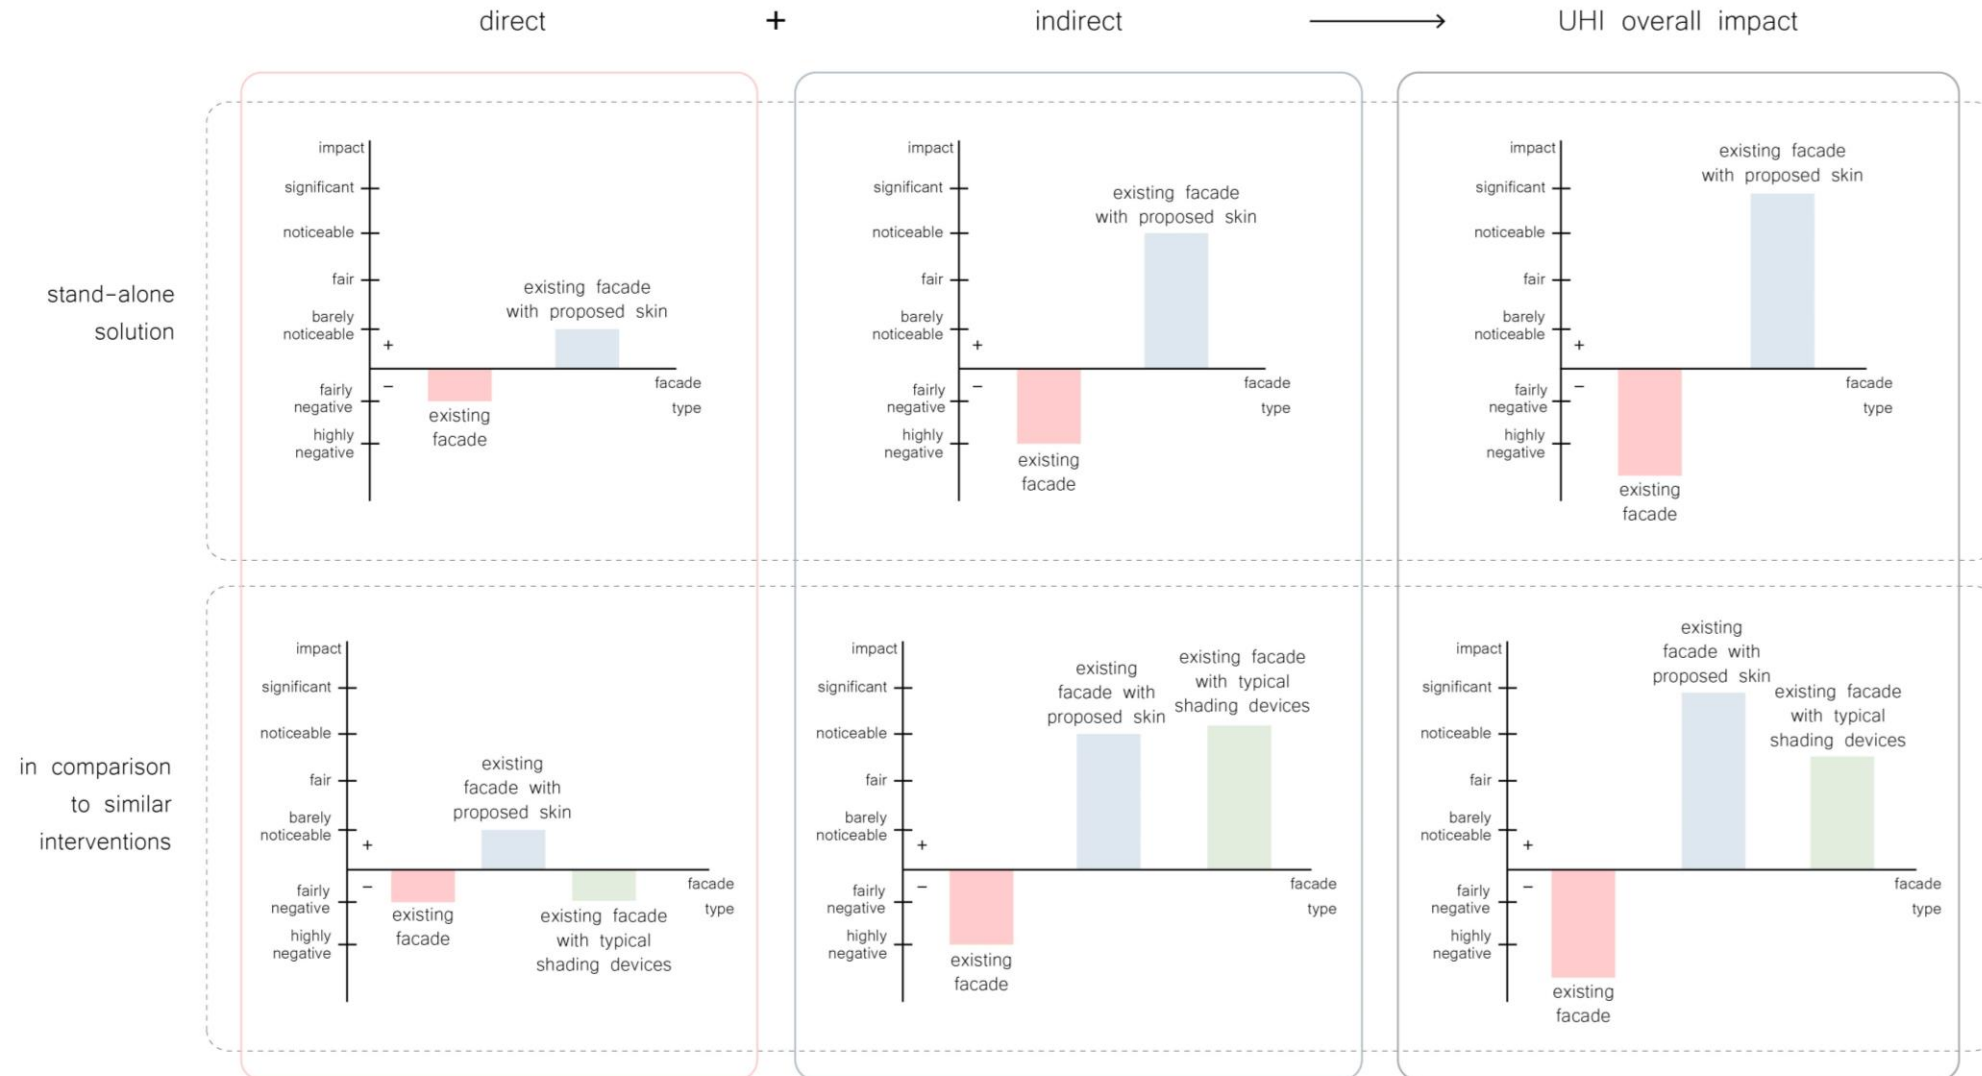 direct + indirect UHI overall impact
stand-alone
solution
impact
significant
noticeable
fair
barely
noticeable
+
−
fairly
negative
highly
negative
existing facade
with proposed skin
existing
facade
facade
type
impact
significant
noticeable
fair
barely
noticeable
+
−
fairly
negative
highly
negative
existing facade
with proposed skin
existing
facade
facade
type
impact
significant
noticeable
fair
barely
noticeable
+
−
fairly
negative
highly
negative
existing facade
with proposed skin
existing
facade
facade
type
in comparison
to similar
interventions
impact
significant
noticeable
fair
barely
noticeable
+
−
fairly
negative
highly
negative
existing
facade with
proposed skin
existing
facade
existing facade
with typical
shading devices
facade
type
impact
significant
noticeable
fair
barely
noticeable
+
−
fairly
negative
highly
negative
existing
facade with
proposed skin
existing facade
with typical
shading devices
existing
facade
facade
type
impact
significant
noticeable
fair
barely
noticeable
+
−
fairly
negative
highly
negative
existing
facade with
proposed skin
existing facade
with typical
shading devices
existing
facade
facade
type